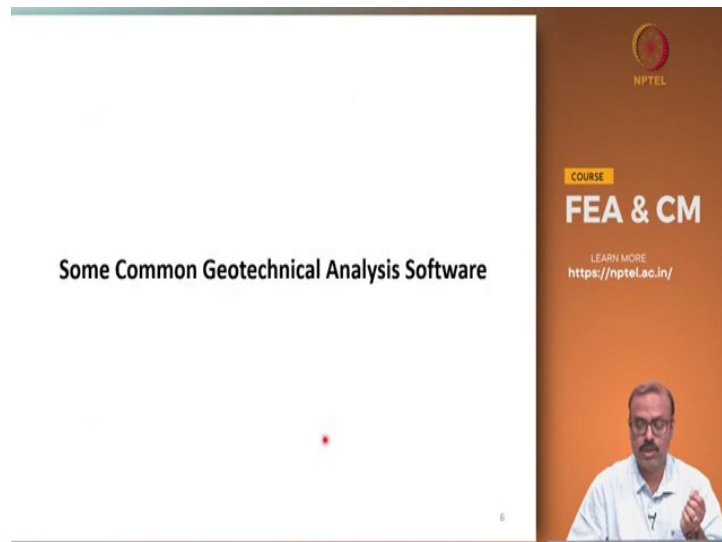 Some Common Geotechnical Analysis Software
6
NPTEL
COURSE
FEA & CM
LEARN MORE
https://nptel.ac.in/